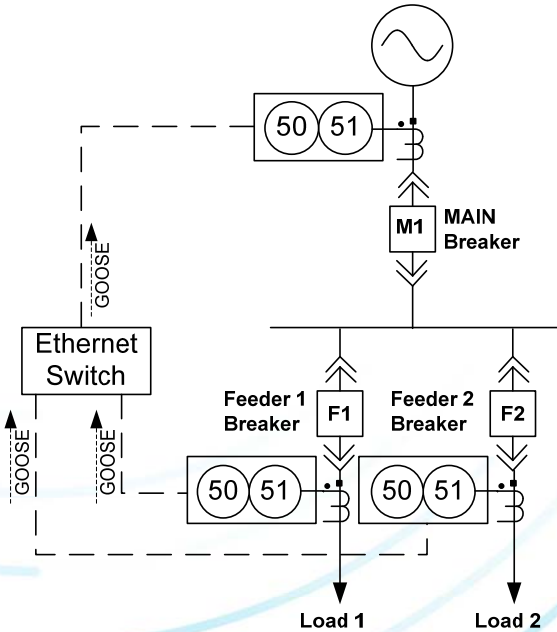 50 51
M1
MAIN
Breaker
GOOSE
Ethernet
Switch
GOOSE
GOOSE
Feeder 1
Breaker
F1
Feeder 2
Breaker
F2
50 51
50 51
Load 1
Load 2